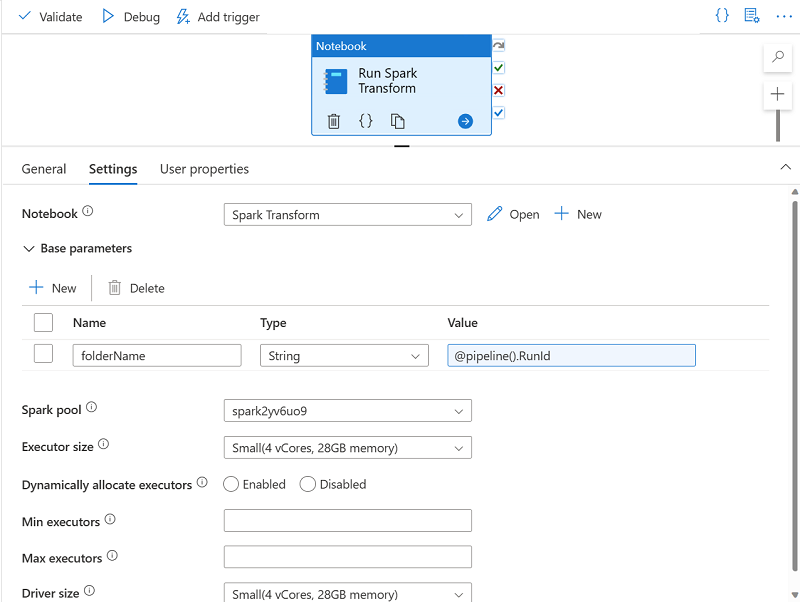 Validate Debug Add trigger { } ...
Notebook
Run Spark
Transform
{ }
General Settings User properties
Notebook Spark Transform Open New
Base parameters
New Delete
Name Type Value
folderName String @pipeline().RunId
Spark pool spark2yv6uo9
Executor size Small(4 vCores, 28GB memory)
Dynamically allocate executors Enabled Disabled
Min executors
Max executors
Driver size Small(4 vCores, 28GB memory)